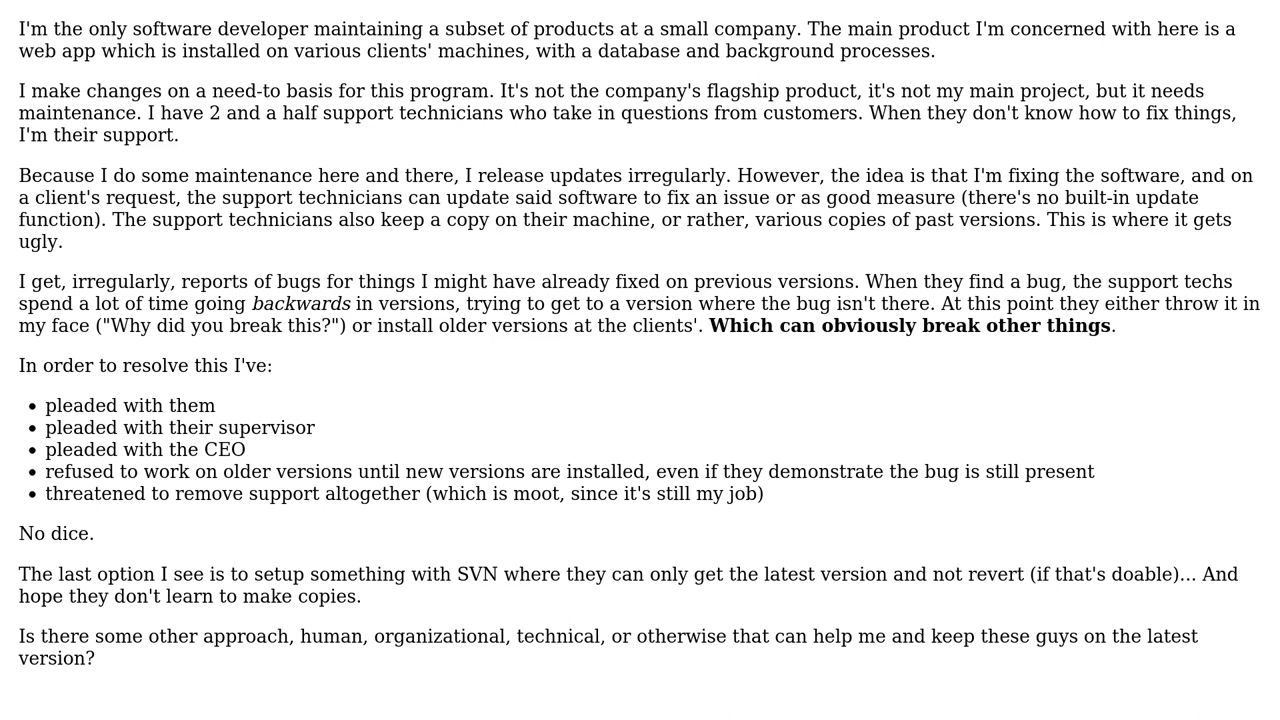 I'm the only software developer maintaining a subset of products at a small company. The main product I'm concerned with here is a
web app which is installed on various clients' machines, with a database and background processes.
I make changes on a need-to basis for this program. It's not the company's flagship product, it's not my main project, but it needs
maintenance. I have 2 and a half support technicians who take in questions from customers. When they don't know how to fix things,
I'm their support.
Because I do some maintenance here and there, I release updates irregularly. However, the idea is that I'm fixing the software, and on
a client's request, the support technicians can update said software to fix an issue or as good measure (there's no built-in update
function). The support technicians also keep a copy on their machine, or rather, various copies of past versions. This is where it gets
ugly.
I get, irregularly, reports of bugs for things I might have already fixed on previous versions. When they find a bug, the support techs
spend a lot of time going backwards in versions, trying to get to a version where the bug isn't there. At this point they either throw it in
my face ("Why did you break this?") or install older versions at the clients'. Which can obviously break other things.
In order to resolve this I've:
• pleaded with them
• pleaded with their supervisor
• pleaded with the CEO
• refused to work on older versions until new versions are installed, even if they demonstrate the bug is still present
• threatened to remove support altogether (which is moot, since it's still my job)
No dice.
The last option I see is to setup something with SVN where they can only get the latest version and not revert (if that's doable)... And
hope they don't learn to make copies.
Is there some other approach, human, organizational, technical, or otherwise that can help me and keep these guys on the latest
version?